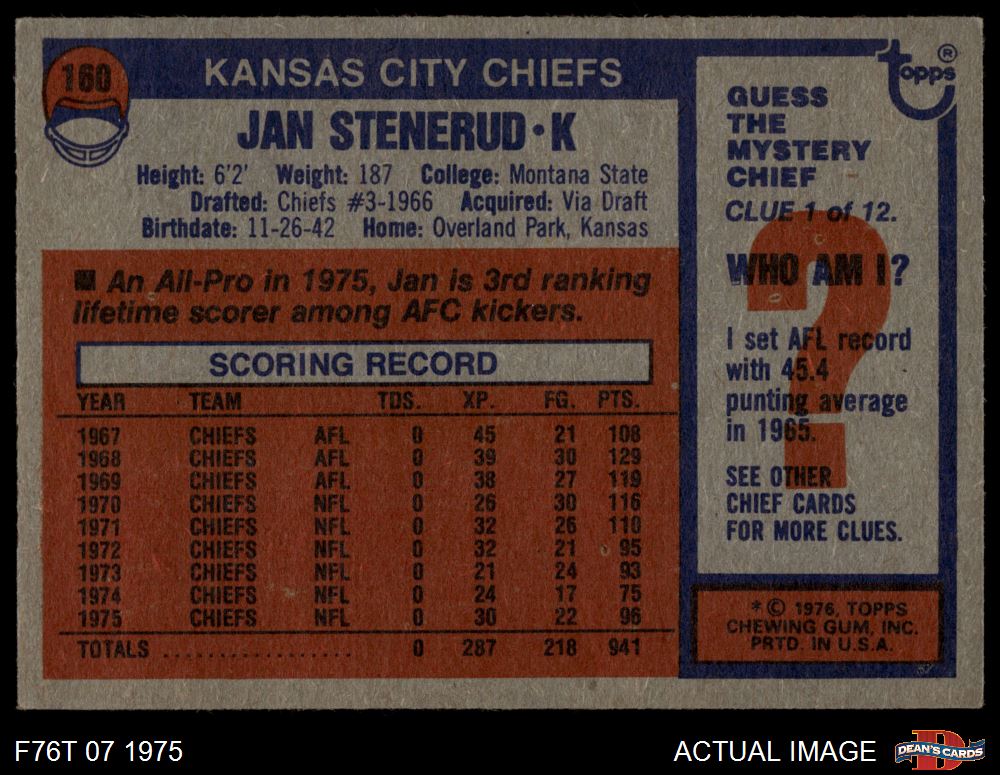 160
KANSAS CITY CHIEFS
JAN STENERUD•K
Height: 6'2' Weight: 187 College: Montana State
Drafted: Chiefs #3-1966 Acquired: Via Draft
Birthdate: 11-26-42 Home: Overland Park, Kansas
■ An All-Pro in 1975, Jan is 3rd ranking
lifetime scorer among AFC kickers.
SCORING RECORD
YEAR TEAM TDS. XP. FG. PTS.
1967 CHIEFS AFL 0 45 21 108
1968 CHIEFS AFL 0 39 30 129
1969 CHIEFS AFL 0 38 27 119
1970 CHIEFS NFL 0 26 30 116
1971 CHIEFS NFL 0 32 26 110
1972 CHIEFS NFL 0 32 21 95
1973 CHIEFS NFL 0 21 24 93
1974 CHIEFS NFL 0 24 17 75
1975 CHIEFS NFL 0 30 22 96
TOTALS .................. 0 287 218 941
topps®
GUESS
THE
MYSTERY
CHIEF
CLUE 1 of 12.
?
WHO AM I?
I set AFL record
with 45.4
punting average
in 1965.
SEE OTHER
CHIEF CARDS
FOR MORE CLUES.
*© 1976, TOPPS
CHEWING GUM, INC.
PRTD. IN U.S.A.
F76T 07 1975
ACTUAL IMAGE
D
DEAN'S CARDS